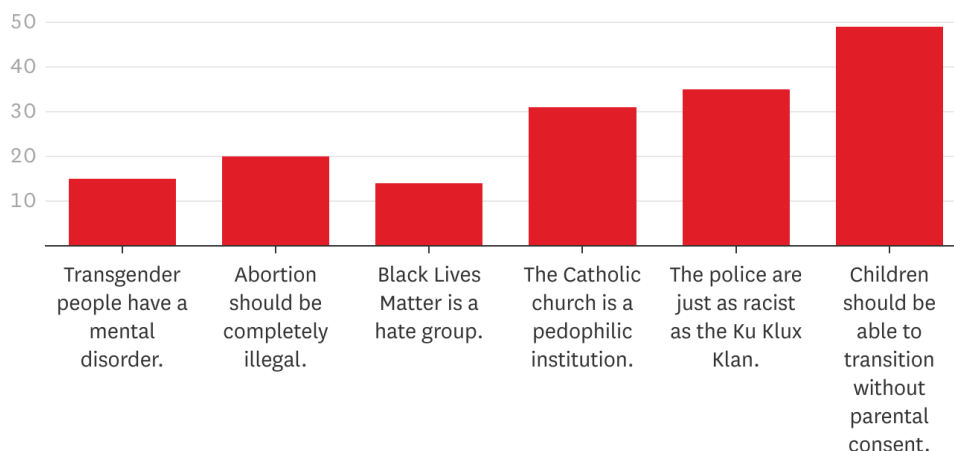 50
40
30
20
10
Transgender
people have a
mental
disorder.
Abortion
should be
completely
illegal.
Black Lives
Matter is a
hate group.
The Catholic
church is a
pedophilic
institution.
The police are
just as racist
as the Ku Klux
Klan.
Children
should be
able to
transition
without
parental
consent.